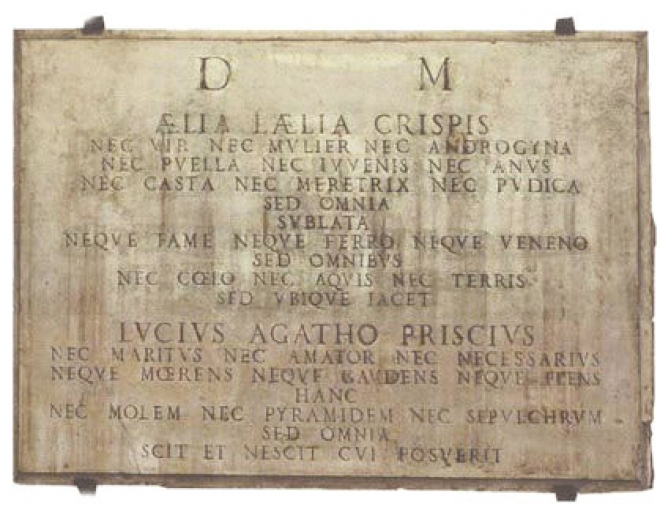 D M
ÆLIA LÆLIA CRISPIS
NEC VIR NEC MVLIER NEC ANDROGYNA
NEC PVELLA NEC IVVENIS NEC ANVS
NEC CASTA NEC MERETRIX NEC PVDICA
SED OMNIA
SVBLATA
NEQVE FAME NEQVE FERRO NEQVE VENENO
SED OMNIBVS
NEC CŒLO NEC AQVIS NEC TERRIS
SED VBIQVE IACET
LVCIVS AGATHO PRISCIVS
NEC MARITVS NEC AMATOR NEC NECESSARIVS
NEQVE MŒRENS NEQVE GAVDENS NEQVE FLENS
HANC
NEC MOLEM NEC PYRAMIDEM NEC SEPVLCHRVM
SED OMNIA
SCIT ET NESCIT CVI POSVERIT